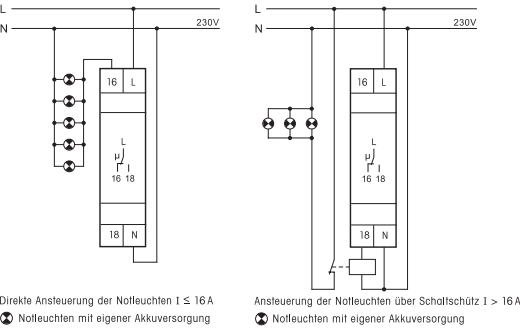 L
N
230V
16 L
L
µ
16 18
18 N
Direkte Ansteuerung der Notleuchten I ≤ 16 A
Notleuchten mit eigener Akkuversorgung
L
N
230V
16 L
L
µ
16 18
18 N
Ansteuerung der Notleuchten über Schaltschütz I > 16 A
Notleuchten mit eigener Akkuversorgung